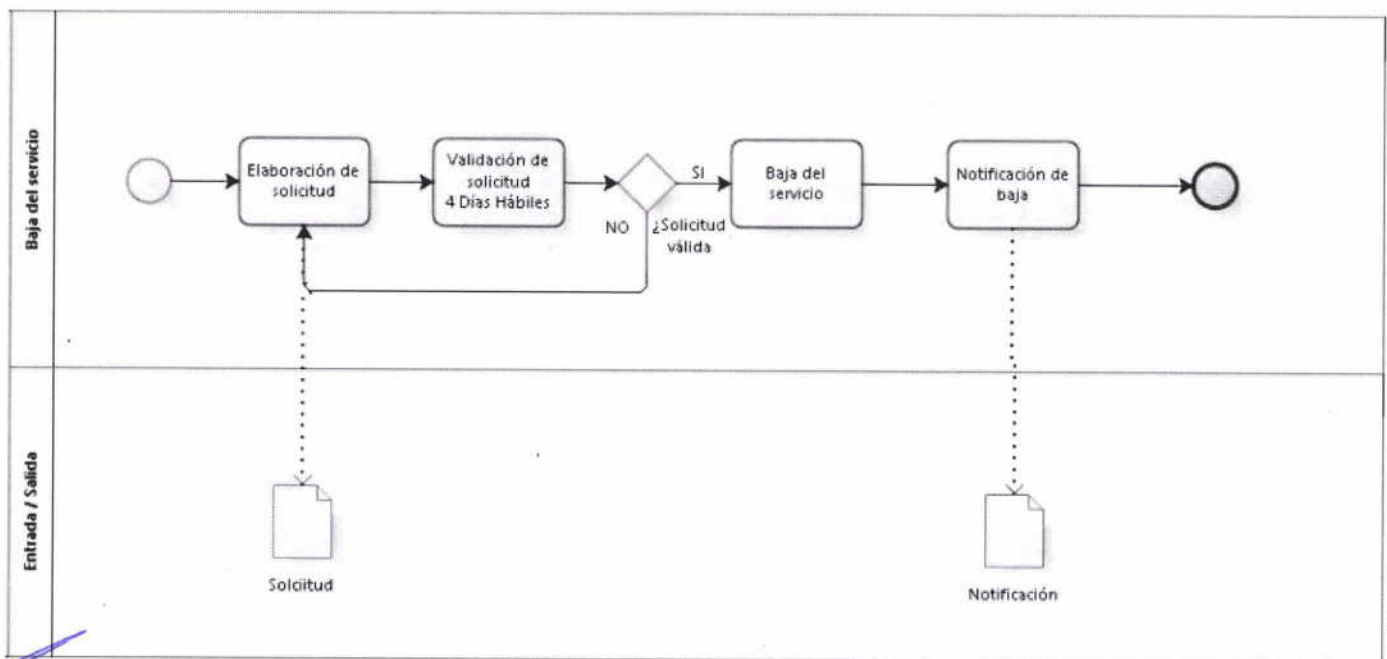 Baja del servicio
Elaboración de
solicitud
Validación de
solicitud
4 Días Hábiles
SI
NO
¿Solicitud
válida
Baja del
servicio
Notificación de
baja
Entrada / Salida
Solciitud
Notificación